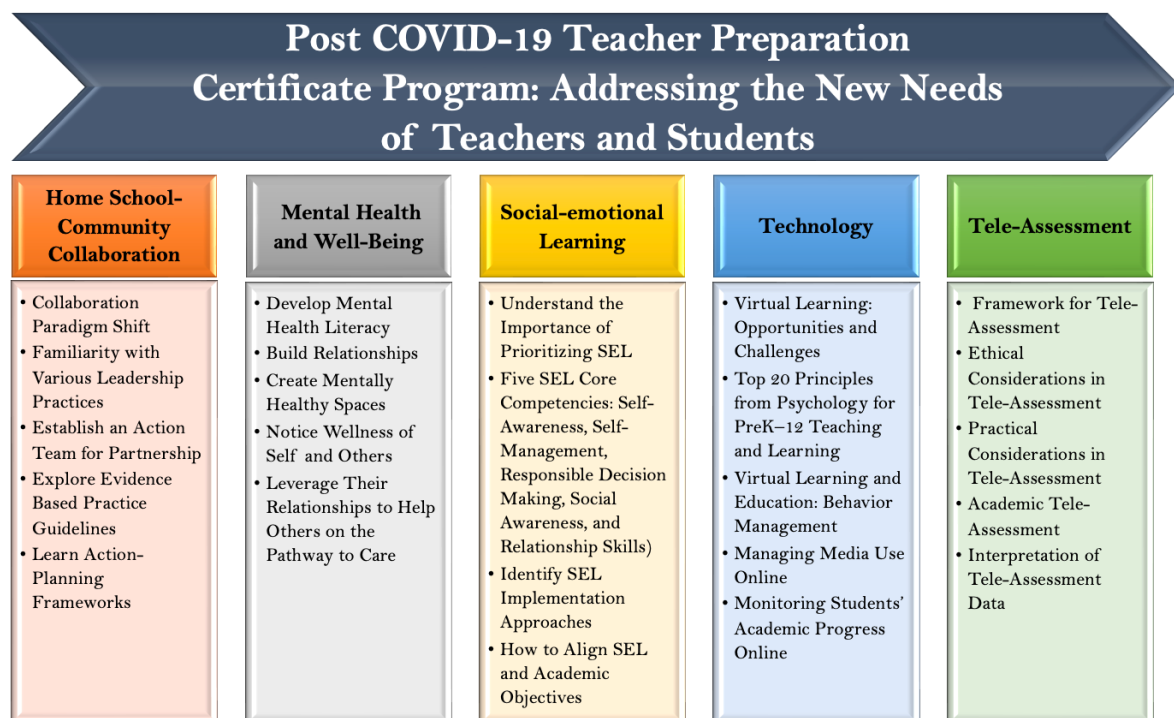 Post COVID-19 Teacher Preparation
Certificate Program: Addressing the New Needs
of Teachers and Students
Home School-
Community
Collaboration
• Collaboration
Paradigm Shift
• Familiarity with
Various Leadership
Practices
• Establish an Action
Team for Partnership
• Explore Evidence
Based Practice
Guidelines
• Learn Action-
Planning
Frameworks
Mental Health
and Well-Being
• Develop Mental
Health Literacy
• Build Relationships
• Create Mentally
Healthy Spaces
• Notice Wellness of
Self and Others
• Leverage Their
Relationships to Help
Others on the
Pathway to Care
Social-emotional
Learning
• Understand the
Importance of
Prioritizing SEL
• Five SEL Core
Competencies: Self-
Awareness, Self-
Management,
Responsible Decision
Making, Social
Awareness, and
Relationship Skills)
• Identify SEL
Implementation
Approaches
• How to Align SEL
and Academic
Objectives
Technology
• Virtual Learning:
Opportunities and
Challenges
• Top 20 Principles
from Psychology for
PreK–12 Teaching
and Learning
• Virtual Learning and
Education: Behavior
Management
• Managing Media Use
Online
• Monitoring Students’
Academic Progress
Online
Tele-Assessment
• Framework for Tele-
Assessment
• Ethical
Considerations in
Tele-Assessment
• Practical
Considerations in
Tele-Assessment
• Academic Tele-
Assessment
• Interpretation of
Tele-Assessment
Data